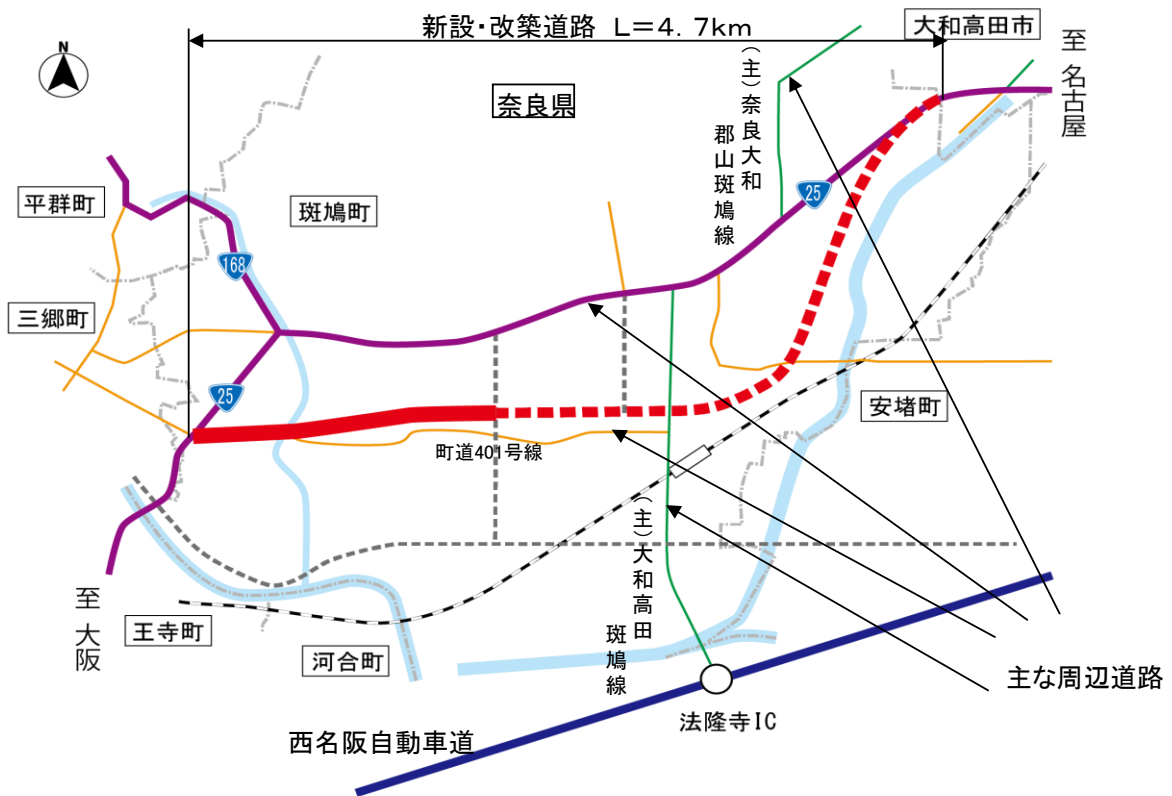 新設・改築道路 L＝4．7km
大和高田市
至 名古屋
N
奈良県
（主）奈良大和
郡山斑鳩線
平群町
斑鳩町
25
168
三郷町
25
安堵町
町道401号線
（主）大和高田
斑鳩線
至 大阪
王寺町
河合町
主な周辺道路
法隆寺IC
西名阪自動車道